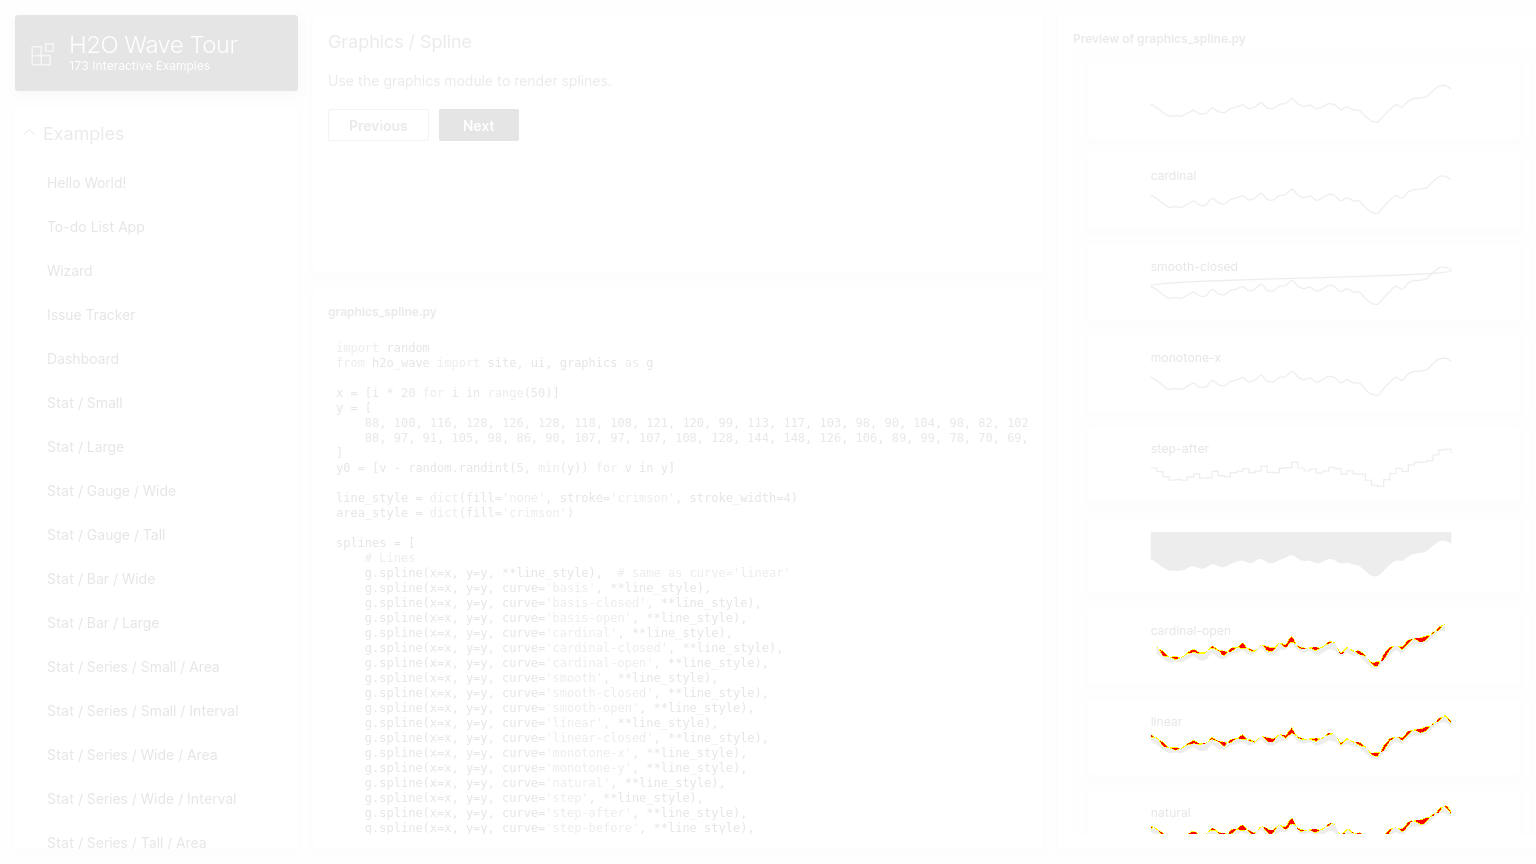 H2O Wave Tour
173 Interactive Examples
Examples
Hello World!
To-do List App
Wizard
Issue Tracker
Dashboard
Stat / Small
Stat / Large
Stat / Gauge / Wide
Stat / Gauge / Tall
Stat / Bar / Wide
Stat / Bar / Large
Stat / Series / Small / Area
Stat / Series / Small / Interval
Stat / Series / Wide / Area
Stat / Series / Wide / Interval
Stat / Series / Tall / Area
Graphics / Spline
Use the graphics module to render splines.
Previous
Next
graphics_spline.py
import random
from h2o_wave import site, ui, graphics as g
x = [i * 20 for i in range(50)]
y = [
    88, 100, 116, 128, 126, 128, 118, 108, 121, 120, 99, 113, 117, 103, 98, 90, 104, 98, 82, 102
    88, 97, 91, 105, 98, 86, 90, 107, 97, 107, 108, 128, 144, 148, 126, 106, 89, 99, 78, 70, 69,
]
y0 = [v - random.randint(5, min(y)) for v in y]
line_style = dict(fill='none', stroke='crimson', stroke_width=4)
area_style = dict(fill='crimson')
splines = [
    # Lines
    g.spline(x=x, y=y, **line_style),  # same as curve='linear'
    g.spline(x=x, y=y, curve='basis', **line_style),
    g.spline(x=x, y=y, curve='basis-closed', **line_style),
    g.spline(x=x, y=y, curve='basis-open', **line_style),
    g.spline(x=x, y=y, curve='cardinal', **line_style),
    g.spline(x=x, y=y, curve='cardinal-closed', **line_style),
    g.spline(x=x, y=y, curve='cardinal-open', **line_style),
    g.spline(x=x, y=y, curve='smooth', **line_style),
    g.spline(x=x, y=y, curve='smooth-closed', **line_style),
    g.spline(x=x, y=y, curve='smooth-open', **line_style),
    g.spline(x=x, y=y, curve='linear', **line_style),
    g.spline(x=x, y=y, curve='linear-closed', **line_style),
    g.spline(x=x, y=y, curve='monotone-x', **line_style),
    g.spline(x=x, y=y, curve='monotone-y', **line_style),
    g.spline(x=x, y=y, curve='natural', **line_style),
    g.spline(x=x, y=y, curve='step', **line_style),
    g.spline(x=x, y=y, curve='step-after', **line_style),
    g.spline(x=x, y=y, curve='step-before', **line_style),
Preview of graphics_spline.py
cardinal
smooth-closed
monotone-x
step-after
cardinal-open
linear
natural